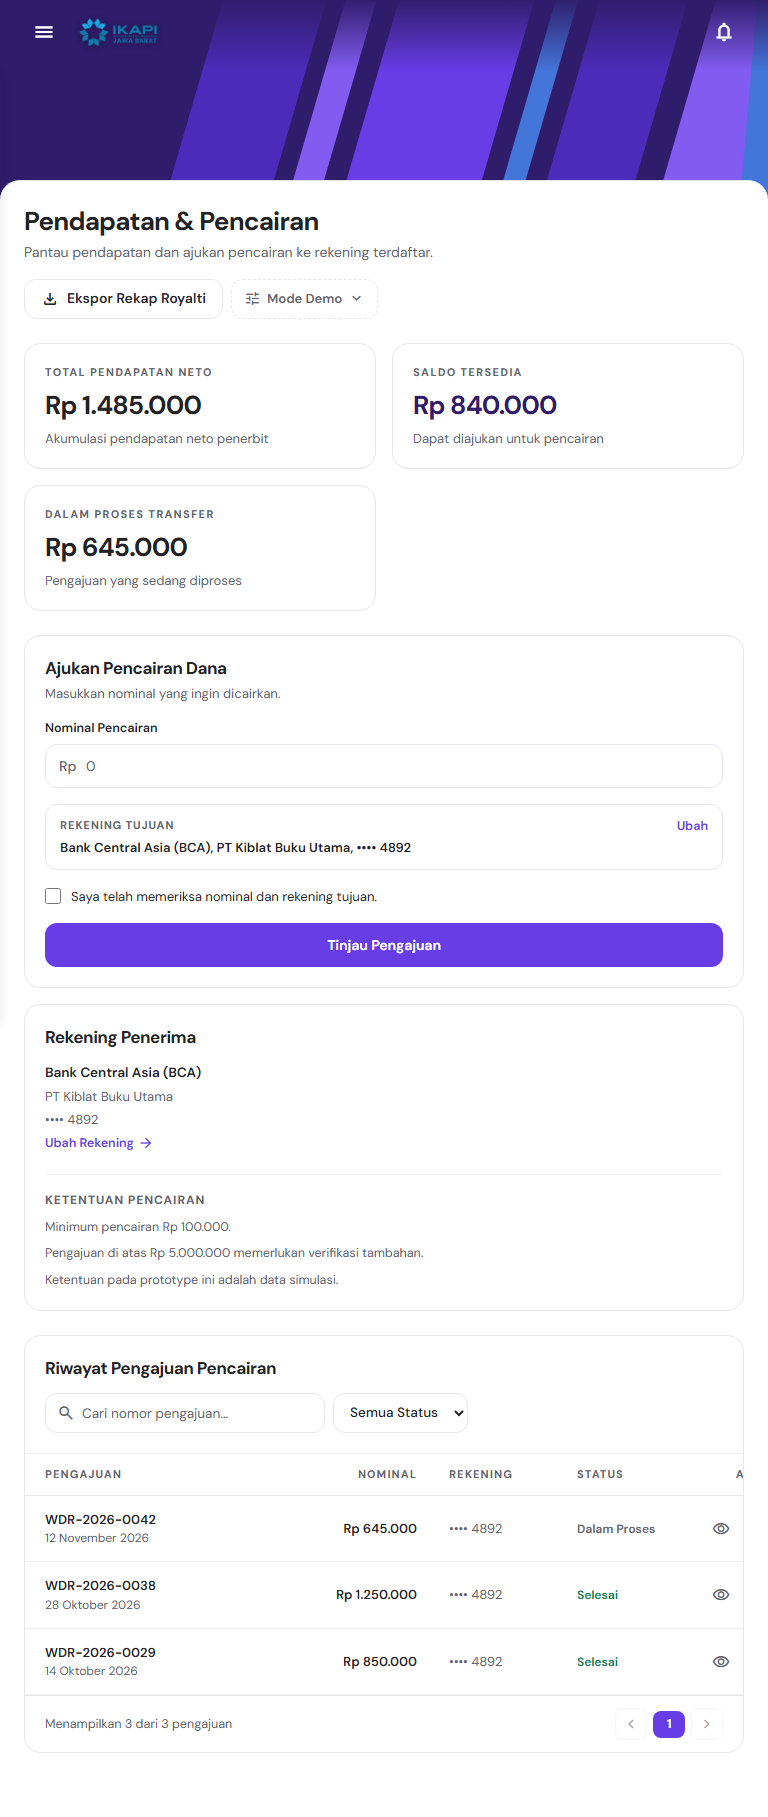 IKAPI
JAWA BARAT
Pendapatan & Pencairan
Pantau pendapatan dan ajukan pencairan ke rekening terdaftar.
Ekspor Rekap Royalti
Mode Demo
TOTAL PENDAPATAN NETO
Rp 1.485.000
Akumulasi pendapatan neto penerbit
SALDO TERSEDIA
Rp 840.000
Dapat diajukan untuk pencairan
DALAM PROSES TRANSFER
Rp 645.000
Pengajuan yang sedang diproses
Ajukan Pencairan Dana
Masukkan nominal yang ingin dicairkan.
Nominal Pencairan
Rp 0
REKENING TUJUAN Ubah
Bank Central Asia (BCA), PT Kiblat Buku Utama, •••• 4892
Saya telah memeriksa nominal dan rekening tujuan.
Tinjau Pengajuan
Rekening Penerima
Bank Central Asia (BCA)
PT Kiblat Buku Utama
•••• 4892
Ubah Rekening →
KETENTUAN PENCAIRAN
Minimum pencairan Rp 100.000.
Pengajuan di atas Rp 5.000.000 memerlukan verifikasi tambahan.
Ketentuan pada prototype ini adalah data simulasi.
Riwayat Pengajuan Pencairan
Cari nomor pengajuan...
Semua Status
PENGAJUAN NOMINAL REKENING STATUS A
WDR-2026-0042
12 November 2026
Rp 645.000 •••• 4892 Dalam Proses
WDR-2026-0038
28 Oktober 2026
Rp 1.250.000 •••• 4892 Selesai
WDR-2026-0029
14 Oktober 2026
Rp 850.000 •••• 4892 Selesai
Menampilkan 3 dari 3 pengajuan
1